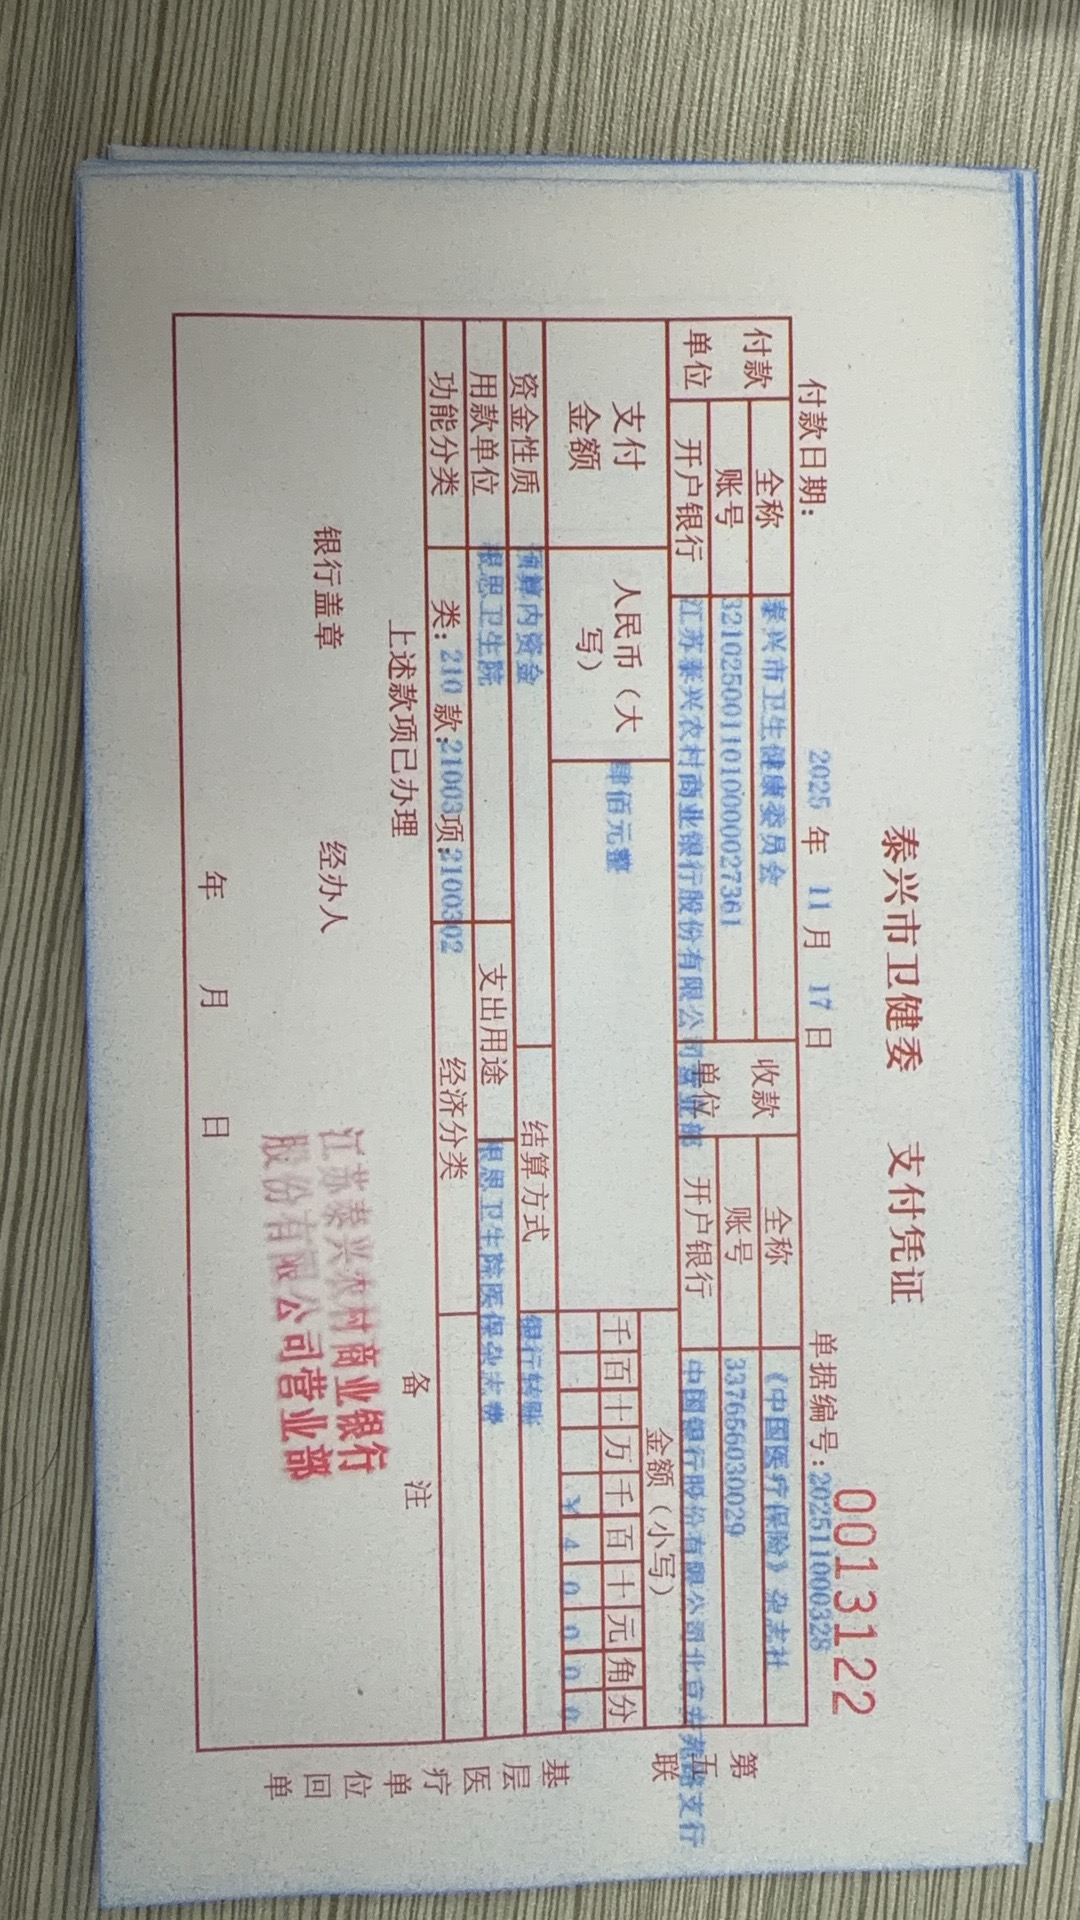 泰兴市卫健委 支付凭证
0013122
付款日期: 2025 年 11 月 17 日 单据编号:202511000328
付款单位 全称 泰兴市卫生健康委员会 收款单位 全称 《中国医疗保险》杂志社
账号 3210250011010000027361 账号 337656030029
开户银行 江苏泰兴农村商业银行股份有限公司营业部 开户银行 中国银行股份有限公司北京 支行
支付金额 人民币（大写） 肆佰元整 金额（小写）
千 百 十 万 千 百 十 元 角 分
¥ 4 0 0 0 0
资金性质 预算内资金 结算方式 银行转账
用款单位 根思卫生院 支出用途 根思卫生院医保杂志费
功能分类 类: 210 款:21003项:2100302 经济分类
上述款项已办理 备 注
银行盖章 经办人
江苏泰兴农村商业银行
股份有限公司营业部
年 月 日
第五联 基层医疗单位回单